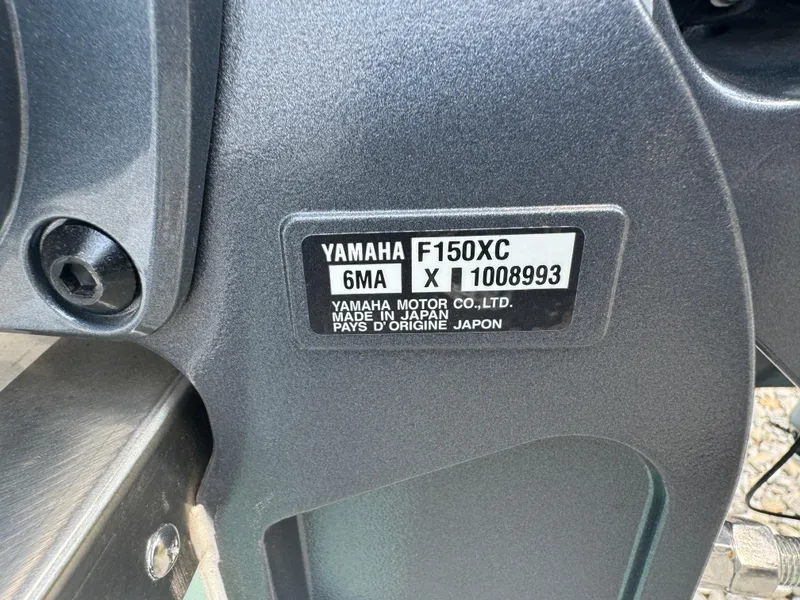 YAMAHA F150XC
6MA X 1008993
YAMAHA MOTOR CO.,LTD.
MADE IN JAPAN
PAYS D'ORIGINE JAPON